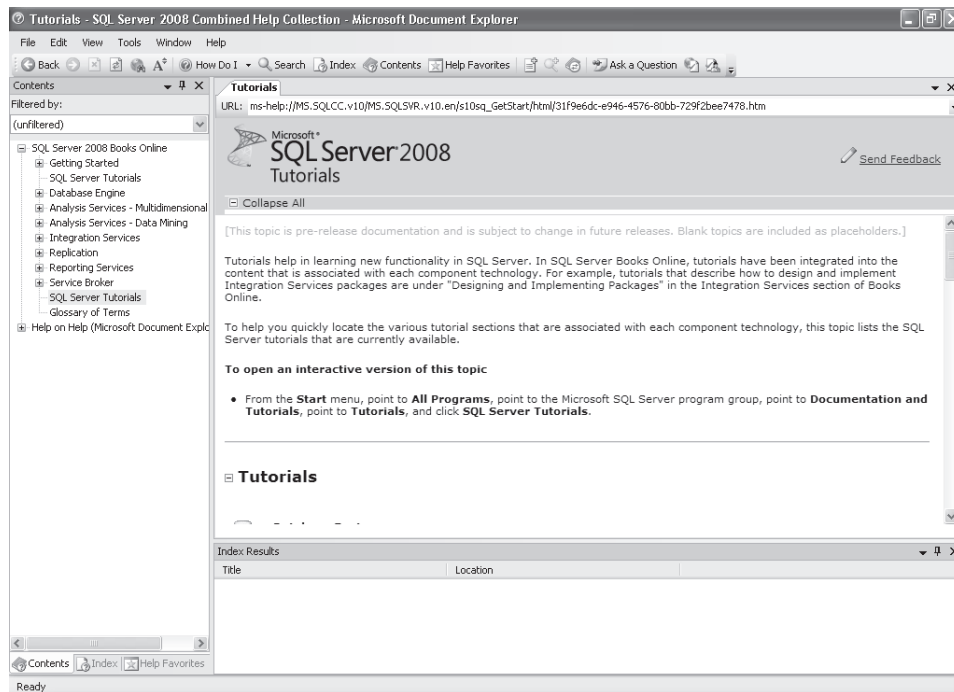 Tutorials - SQL Server 2008 Combined Help Collection - Microsoft Document Explorer
File Edit View Tools Window Help
Back How Do I Search Index Contents Help Favorites Ask a Question
Contents
Filtered by:
(unfiltered)
SQL Server 2008 Books Online
Getting Started
SQL Server Tutorials
Database Engine
Analysis Services - Multidimensional
Analysis Services - Data Mining
Integration Services
Replication
Reporting Services
Service Broker
SQL Server Tutorials
Glossary of Terms
Help on Help (Microsoft Document Explo
Contents Index Help Favorites
Tutorials
URL: ms-help://MS.SQLCC.v10/MS.SQLSVR.v10.en/s10sq_GetStart/html/31f9e6dc-e946-4576-80bb-729f2bee7478.htm
Microsoft®
SQL Server 2008
Tutorials
Send Feedback
Collapse All
[This topic is pre-release documentation and is subject to change in future releases. Blank topics are included as placeholders.]
Tutorials help in learning new functionality in SQL Server. In SQL Server Books Online, tutorials have been integrated into the
content that is associated with each component technology. For example, tutorials that describe how to design and implement
Integration Services packages are under "Designing and Implementing Packages" in the Integration Services section of Books
Online.
To help you quickly locate the various tutorial sections that are associated with each component technology, this topic lists the SQL
Server tutorials that are currently available.
To open an interactive version of this topic
• From the Start menu, point to All Programs, point to the Microsoft SQL Server program group, point to Documentation and
Tutorials, point to Tutorials, and click SQL Server Tutorials.
Tutorials
Index Results
Title Location
Ready